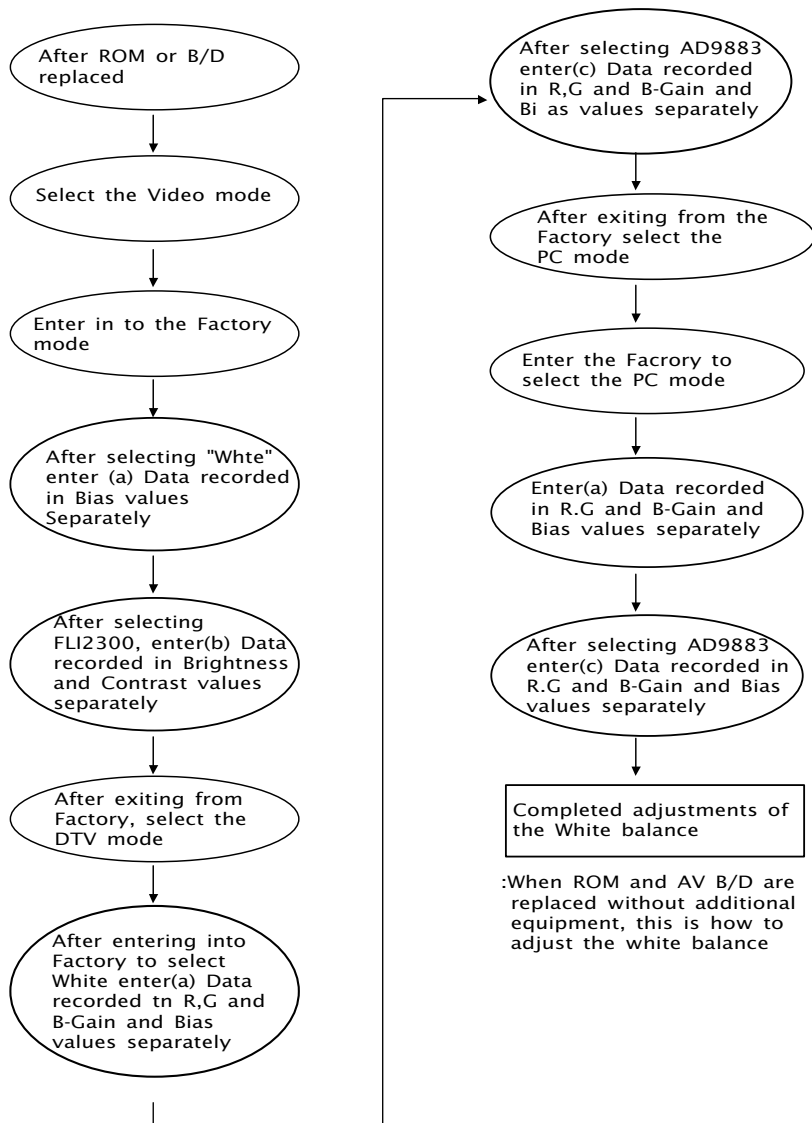 After ROM or B/D
replaced
Select the Video mode
Enter in to the Factory
mode
After selecting "Whte"
enter (a) Data recorded
in Bias values
Separately
After selecting
FLI2300, enter(b) Data
recorded in Brightness
and Contrast values
separately
After exiting from
Factory, select the
DTV mode
After entering into
Factory to select
White enter(a) Data
recorded tn R,G and
B-Gain and Bias
values separately
After selecting AD9883
enter(c) Data recorded
in R,G and B-Gain and
Bi as values separately
After exiting from the
Factory select the
PC mode
Enter the Facrory to
select the PC mode
Enter(a) Data recorded
in R.G and B-Gain and
Bias values separately
After selecting AD9883
enter(c) Data recorded in
R.G and B-Gain and Bias
values separately
Completed adjustments of
the White balance
:When ROM and AV B/D are
replaced without additional
equipment, this is how to
adjust the white balance